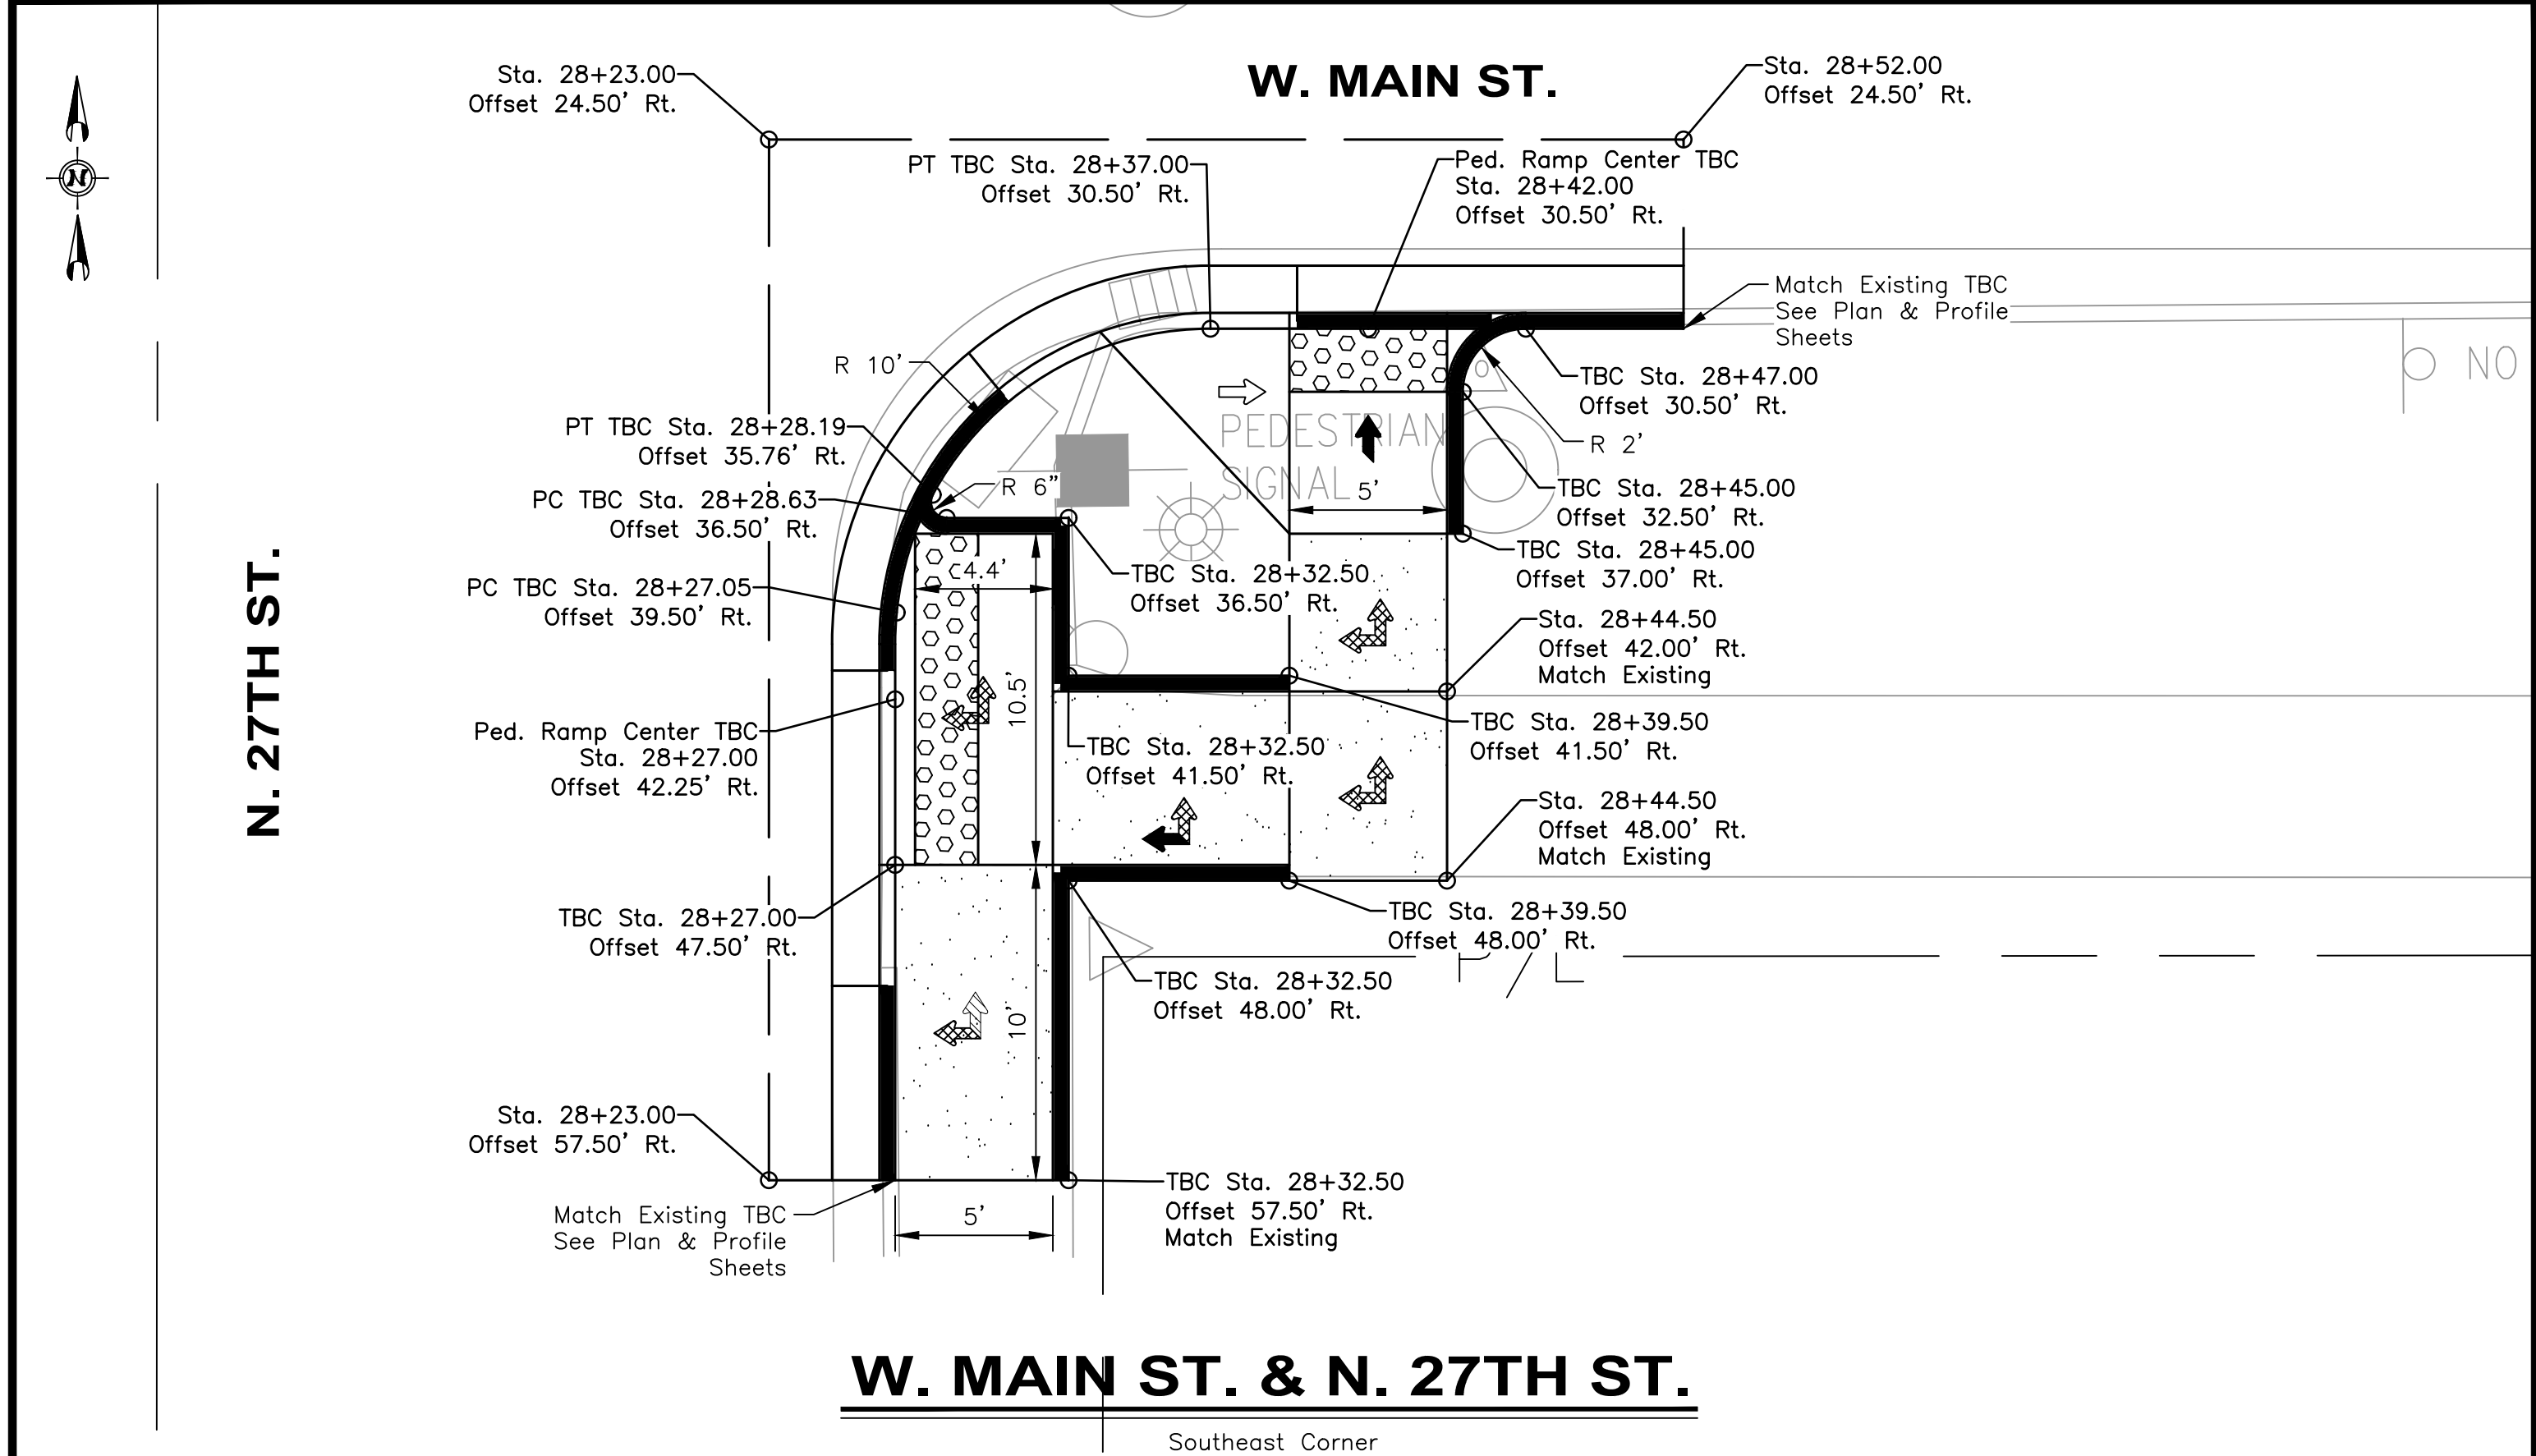 Sta. 28+23.00
Offset 24.50' Rt.
W. MAIN ST.
Sta. 28+52.00
Offset 24.50' Rt.
N
PT TBC Sta. 28+37.00
Offset 30.50' Rt.
Ped. Ramp Center TBC
Sta. 28+42.00
Offset 30.50' Rt.
Match Existing TBC
See Plan & Profile
Sheets
R 10'
NO
TBC Sta. 28+47.00
Offset 30.50' Rt.
PT TBC Sta. 28+28.19
Offset 35.76' Rt.
PEDESTRIAN
SIGNAL
R 2'
R 6"
5'
PC TBC Sta. 28+28.63
Offset 36.50' Rt.
TBC Sta. 28+45.00
Offset 32.50' Rt.
TBC Sta. 28+45.00
Offset 37.00' Rt.
4.4'
TBC Sta. 28+32.50
Offset 36.50' Rt.
PC TBC Sta. 28+27.05
Offset 39.50' Rt.
Sta. 28+44.50
Offset 42.00' Rt.
Match Existing
N. 27TH ST.
10.5'
Ped. Ramp Center TBC
Sta. 28+27.00
Offset 42.25' Rt.
TBC Sta. 28+32.50
Offset 41.50' Rt.
TBC Sta. 28+39.50
Offset 41.50' Rt.
Sta. 28+44.50
Offset 48.00' Rt.
Match Existing
TBC Sta. 28+27.00
Offset 47.50' Rt.
TBC Sta. 28+39.50
Offset 48.00' Rt.
TBC Sta. 28+32.50
Offset 48.00' Rt.
10'
Sta. 28+23.00
Offset 57.50' Rt.
TBC Sta. 28+32.50
Offset 57.50' Rt.
Match Existing
Match Existing TBC
See Plan & Profile
Sheets
5'
W. MAIN ST. & N. 27TH ST.
Southeast Corner